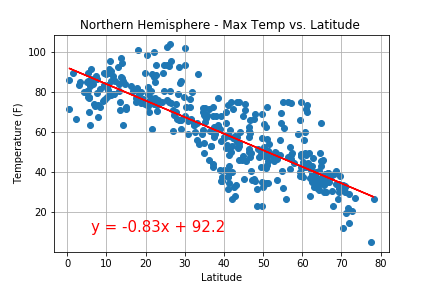 Northern Hemisphere - Max Temp vs. Latitude
Temperature (F)
100
80
60
40
20
y = -0.83x + 92.2
0 10 20 30 40 50 60 70 80
Latitude